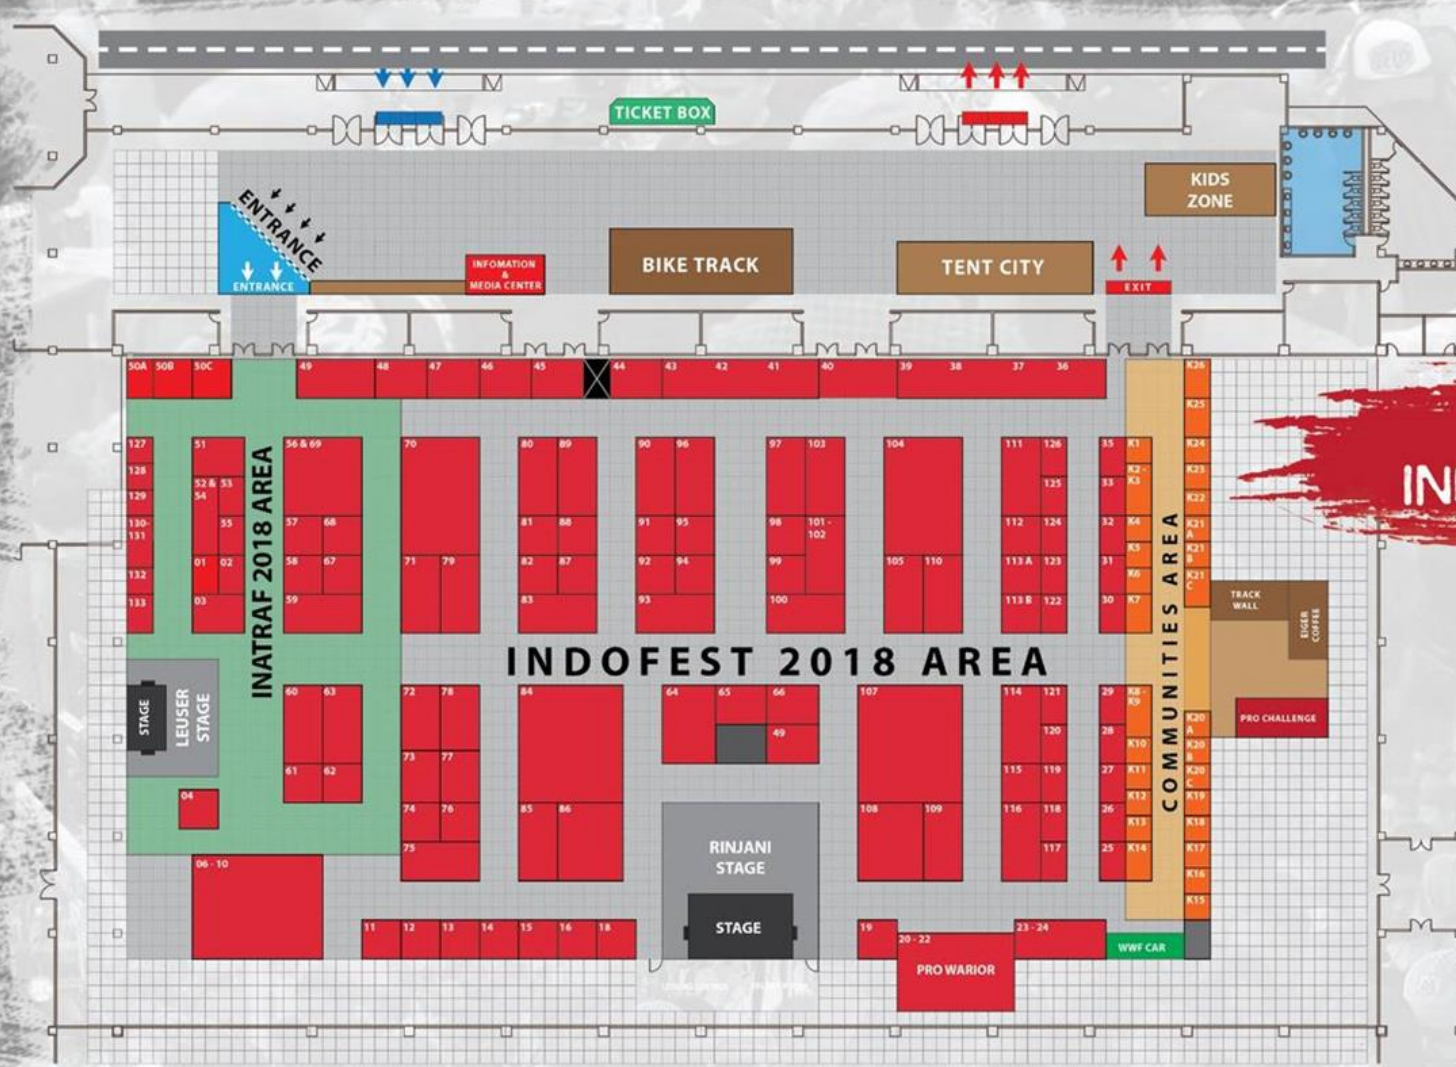 TICKET BOX
KIDS
ZONE
ENTRANCE
ENTRANCE
INFOMATION
&
MEDIA CENTER
BIKE TRACK
TENT CITY
EXIT
50A 50B 50C 49 48 47 46 45 44 43 42 41 40 39 38 37 36
K26
K25
127 51 56 & 69 70 80 89 90 96 97 103 104 111 126 35 K1 K24
128 52 & 53 125 33 K2 - K23
129 54 K3 K22
130- 55 57 68 81 88 91 95 98 101 - 112 124 32 K4 K21
131 102 A
01 02 58 67 71 79 82 87 92 94 99 105 110 113 A 123 31 K5 K21
B
132 K6 K21
C
133 03 59 83 93 100 113 B 122 30 K7
INATRAF 2018 AREA
INDOFEST 2018 AREA
COMMUNITIES AREA
TRACK
WALL
EIGER
COFFEE
PRO CHALLENGE
STAGE
LEUSER
STAGE
60 63 72 78 84 64 65 66 107 114 121 29 K8 -
K9
49 120 28 K20
A
73 77 K10 K20
B
61 62 115 119 27 K11 K20
C
04 K12 K19
74 76 85 86 108 109 116 118 26 K13 K18
75 117 25 K14 K17
K16
K15
RINJANI
STAGE
STAGE
06 - 10
11 12 13 14 15 16 18 19 20 - 22 23 - 24
PRO WARIOR
WWF CAR
IN